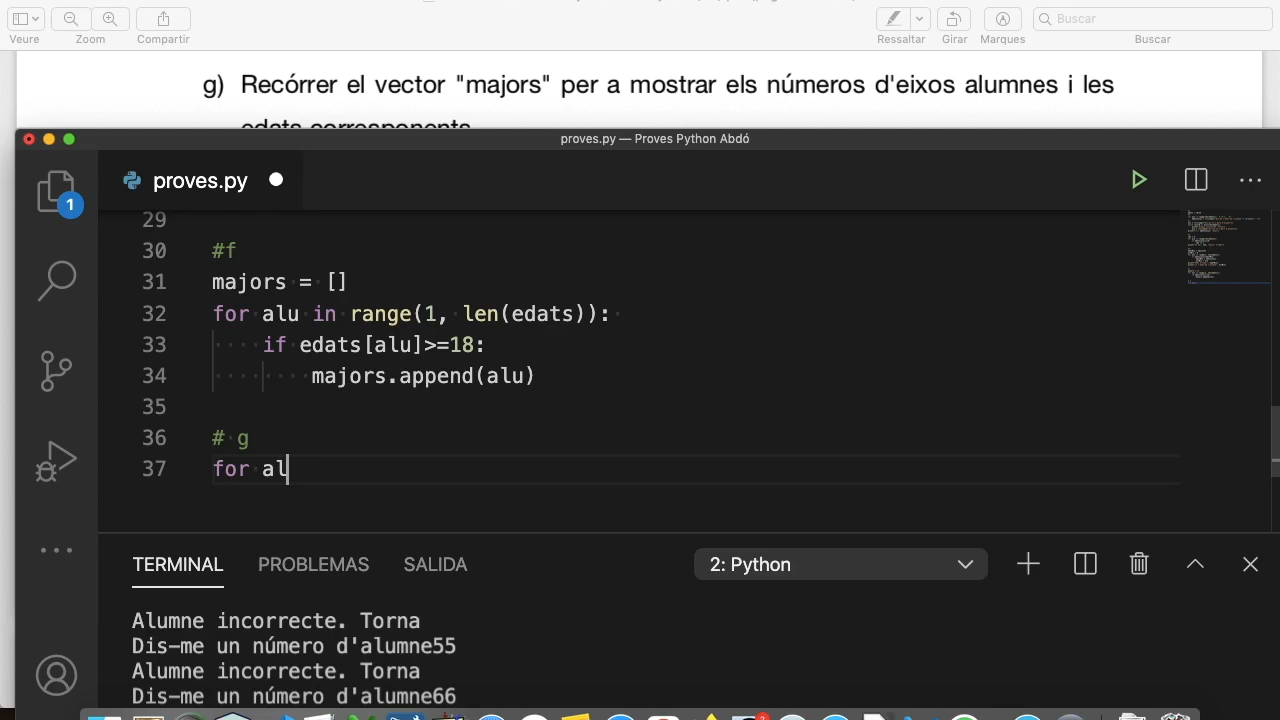 Veure
Zoom
Compartir
Ressaltar
Girar
Marques
Buscar
Buscar
g) Recórrer el vector "majors" per a mostrar els números d'eixos alumnes i les
edats corresponents
proves.py — Proves Python Abdó
1
proves.py
29
30 #f
31 majors = []
32 for alu in range(1, len(edats)):
33 if edats[alu]>=18:
34 majors.append(alu)
35
36 # g
37 for al
TERMINAL
PROBLEMAS
SALIDA
2: Python
Alumne incorrecte. Torna
Dis-me un número d'alumne55
Alumne incorrecte. Torna
Dis-me un número d'alumne66